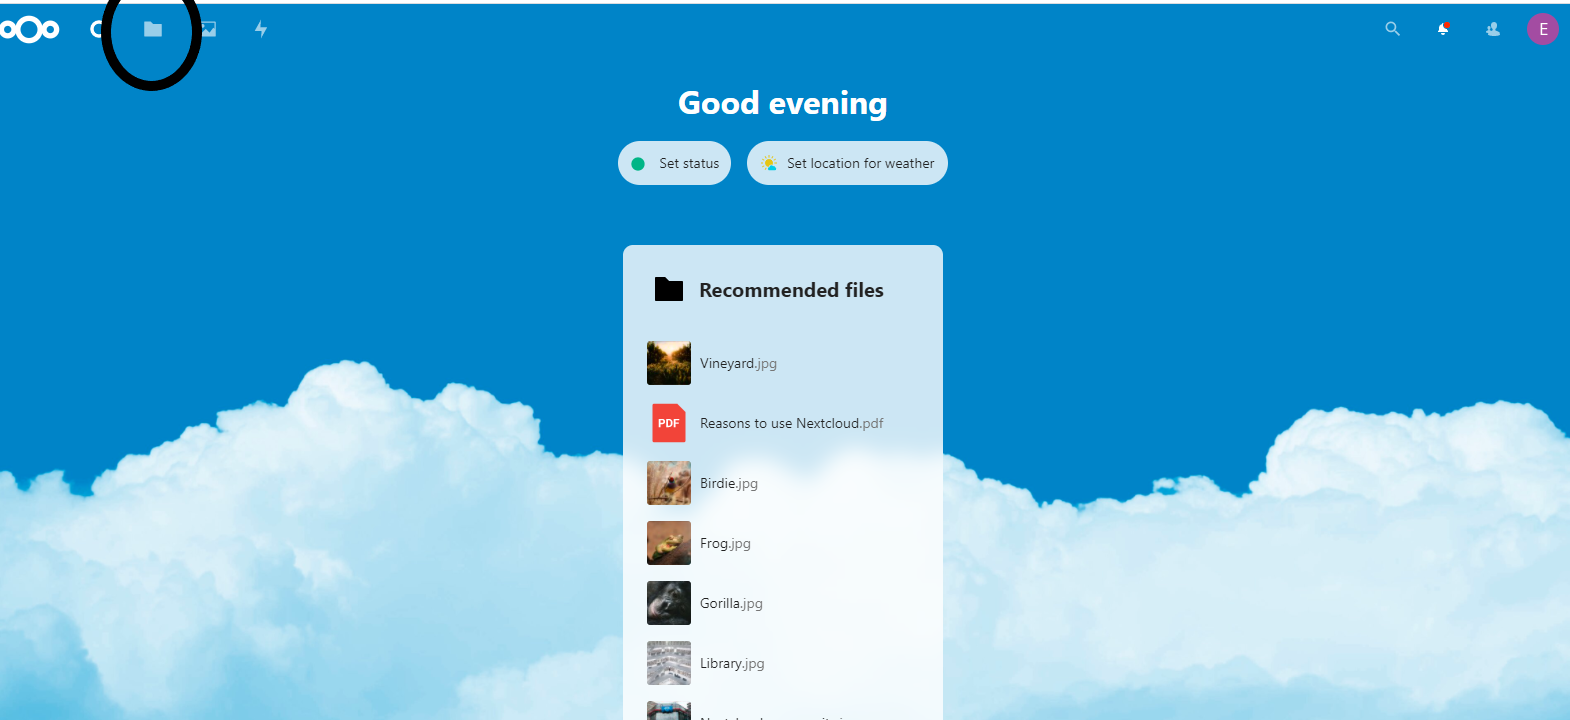 E
Good evening
Set status
Set location for weather
Recommended files
Vineyard.jpg
PDF
Reasons to use Nextcloud.pdf
Birdie.jpg
Frog.jpg
Gorilla.jpg
Library.jpg